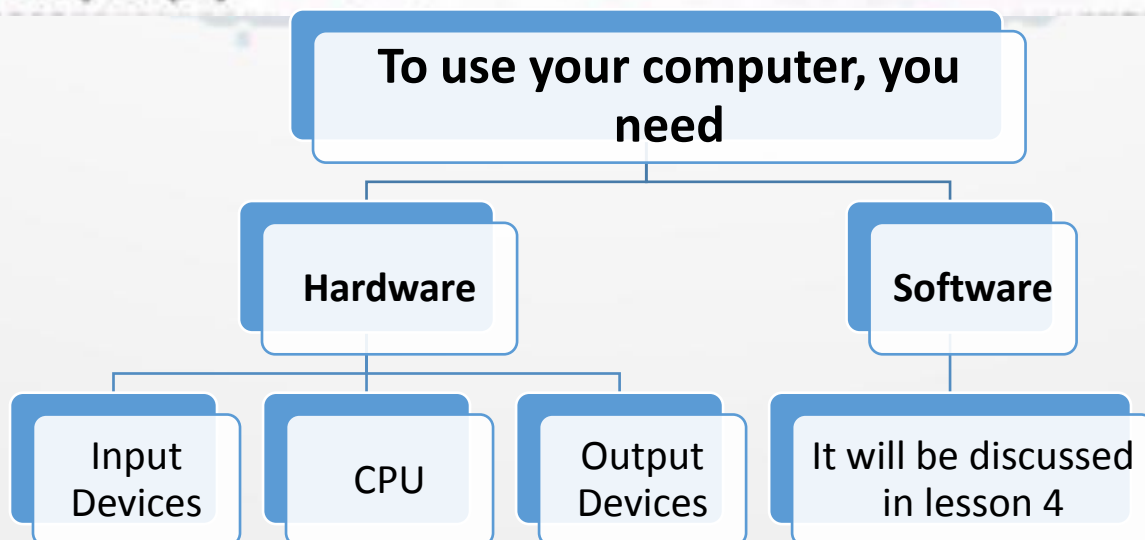 To use your computer, you
need
Hardware
Software
Input
Devices
CPU
Output
Devices
It will be discussed
in lesson 4